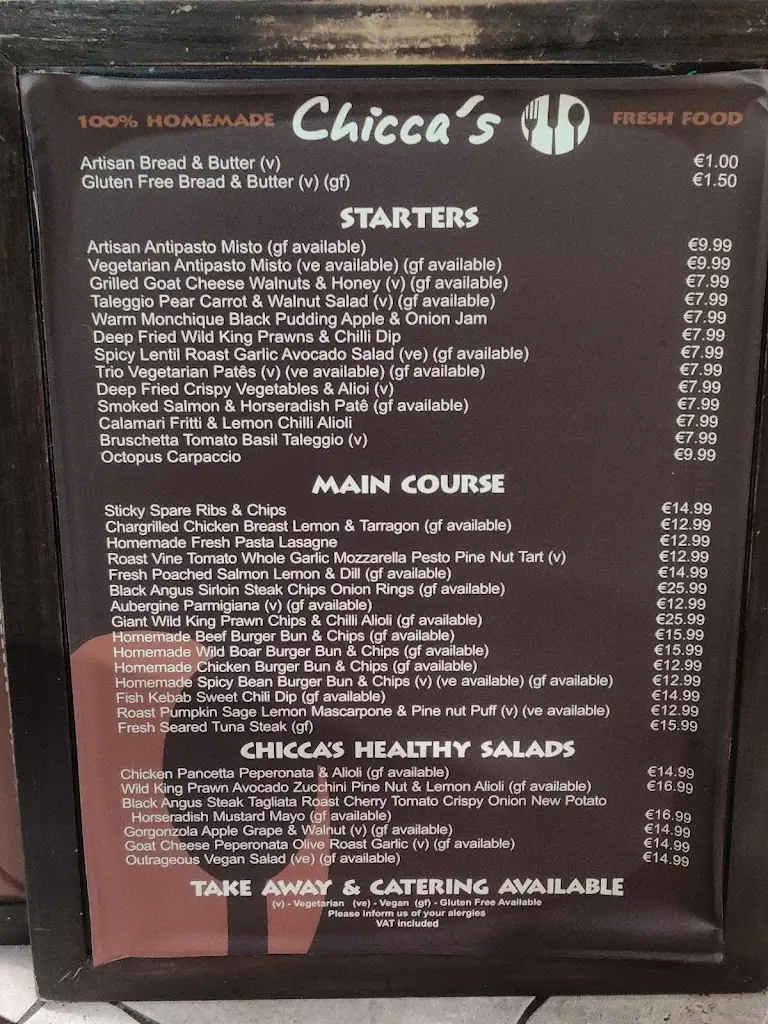 100% HOMEMADE Chicca's FRESH FOOD
Artisan Bread & Butter (v) €1.00
Gluten Free Bread & Butter (v) (gf) €1.50
STARTERS
Artisan Antipasto Misto (gf available) €9.99
Vegetarian Antipasto Misto (ve available) (gf available) €9.99
Grilled Goat Cheese Walnuts & Honey (v) (gf available) €7.99
Taleggio Pear Carrot & Walnut Salad (v) (gf available) €7.99
Warm Monchique Black Pudding Apple & Onion Jam €7.99
Deep Fried Wild King Prawns & Chilli Dip €7.99
Spicy Lentil Roast Garlic Avocado Salad (ve) (gf available) €7.99
Trio Vegetarian Patês (v) (ve available) (gf available) €7.99
Deep Fried Crispy Vegetables & Alioi (v) €7.99
Smoked Salmon & Horseradish Patê (gf available) €7.99
Calamari Fritti & Lemon Chilli Alioli €7.99
Bruschetta Tomato Basil Taleggio (v) €7.99
Octopus Carpaccio €9.99
MAIN COURSE
Sticky Spare Ribs & Chips €14.99
Chargrilled Chicken Breast Lemon & Tarragon (gf available) €12.99
Homemade Fresh Pasta Lasagne €12.99
Roast Vine Tomato Whole Garlic Mozzarella Pesto Pine Nut Tart (v) €12.99
Fresh Poached Salmon Lemon & Dill (gf available) €14.99
Black Angus Sirloin Steak Chips Onion Rings (gf available) €25.99
Aubergine Parmigiana (v) (gf available) €12.99
Giant Wild King Prawn Chips & Chilli Alioli (gf available) €25.99
Homemade Beef Burger Bun & Chips (gf available) €15.99
Homemade Wild Boar Burger Bun & Chips (gf available) €15.99
Homemade Chicken Burger Bun & Chips (gf available) €12.99
Homemade Spicy Bean Burger Bun & Chips (v) (ve available) (gf available) €12.99
Fish Kebab Sweet Chili Dip (gf available) €14.99
Roast Pumpkin Sage Lemon Mascarpone & Pine nut Puff (v) (ve available) €12.99
Fresh Seared Tuna Steak (gf) €15.99
CHICCA'S HEALTHY SALADS
Chicken Pancetta Peperonata & Alioli (gf available) €14.99
Wild King Prawn Avocado Zucchini Pine Nut & Lemon Alioli (gf available) €16.99
Black Angus Steak Tagliata Roast Cherry Tomato Crispy Onion New Potato
Horseradish Mustard Mayo (gf available) €16.99
Gorgonzola Apple Grape & Walnut (v) (gf available) €14.99
Goat Cheese Peperonata Olive Roast Garlic (v) (gf available) €14.99
Outrageous Vegan Salad (ve) (gf available) €14.99
TAKE AWAY & CATERING AVAILABLE
(v) - Vegetarian (ve) - Vegan (gf) - Gluten Free Available
Please inform us of your alergies
VAT included